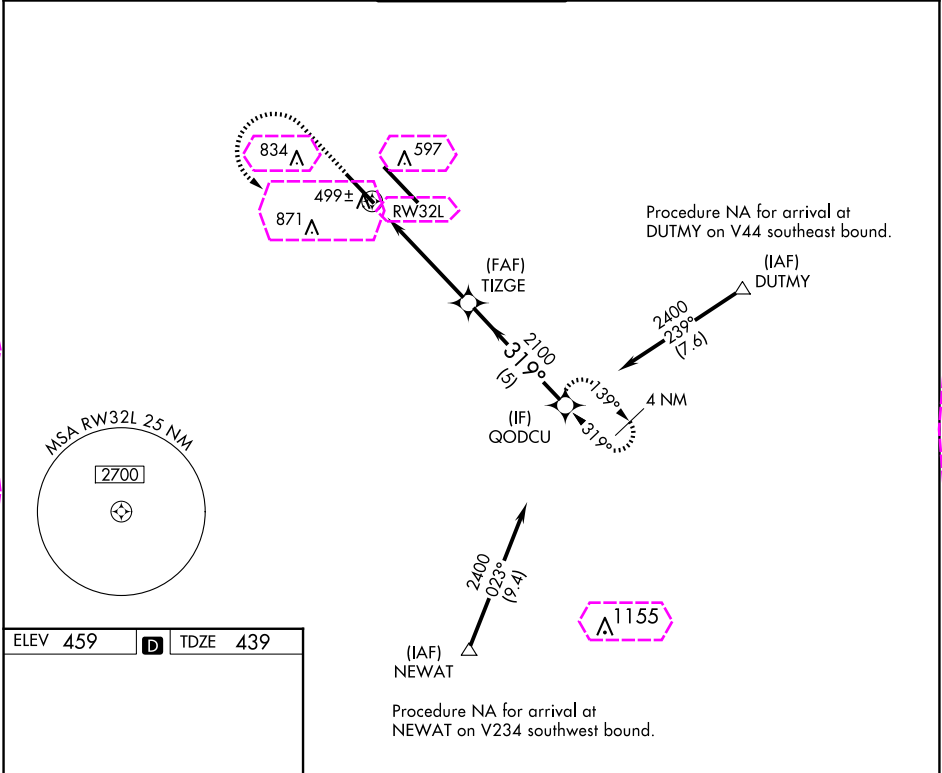 834
597
499±
871
RW32L
Procedure NA for arrival at
DUTMY on V44 southeast bound.
(IAF)
DUTMY
(FAF)
TIZGE
2400
239°
(7.6)
2100
319°
(5)
139°
4 NM
319°
(IF)
QODCU
MSA RW32L 25 NM
2700
2400
023°
(9.4)
1155
(IAF)
NEWAT
ELEV 459 D TDZE 439
Procedure NA for arrival at
NEWAT on V234 southwest bound.